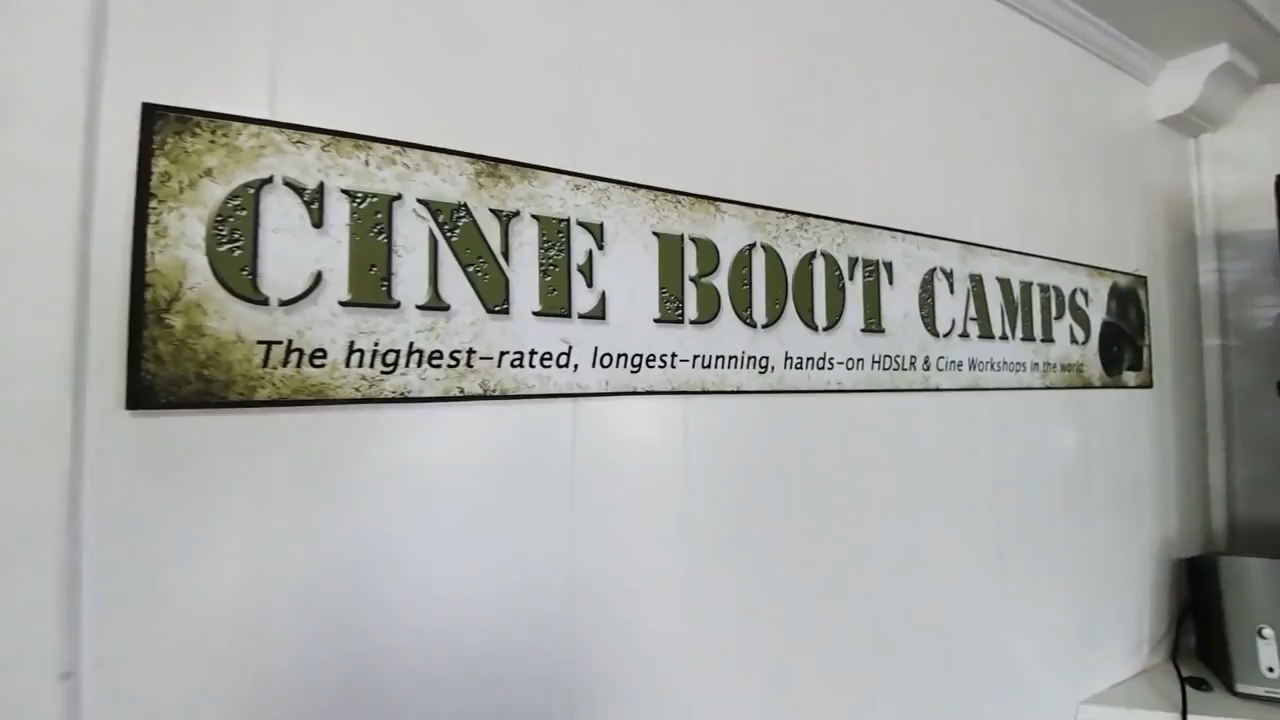 CINE BOOT CAMPS
The highest-rated, longest-running, hands-on HDSLR & Cine Workshops in the world.